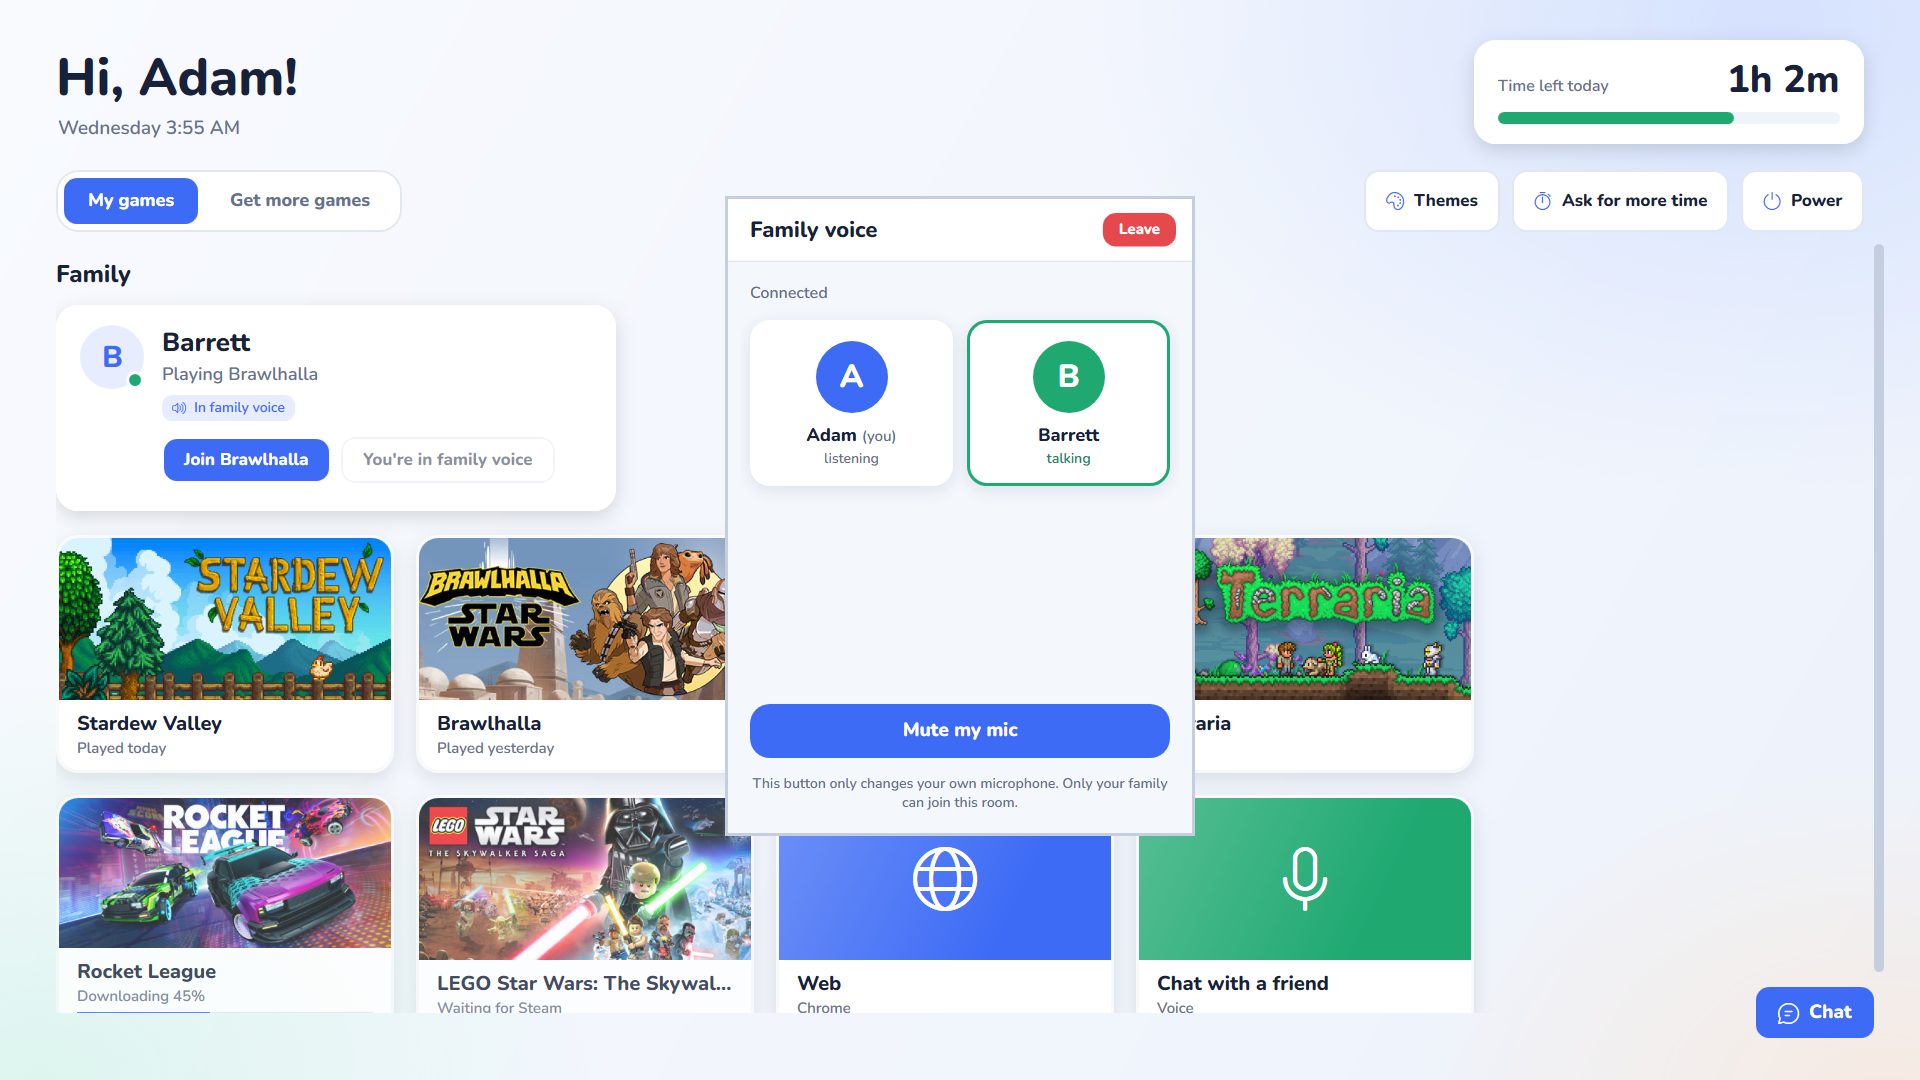 Hi, Adam!
Wednesday 3:55 AM
Time left today
1h 2m
My games
Get more games
Themes
Ask for more time
Power
Family
B
Barrett
Playing Brawlhalla
In family voice
Join Brawlhalla
You're in family voice
Family voice
Leave
Connected
A
Adam (you)
listening
B
Barrett
talking
Mute my mic
This button only changes your own microphone. Only your family
can join this room.
STARDEW
VALLEY
Stardew Valley
Played today
BRAWLHALLA
STAR
WARS
Brawlhalla
Played yesterday
Terraria
raria
ROCKET
LEAGUE
Rocket League
Downloading 45%
LEGO
STAR
WARS
THE SKYWALKER SAGA
LEGO Star Wars: The Skywal...
Waiting for Steam
Web
Chrome
Chat with a friend
Voice
Chat